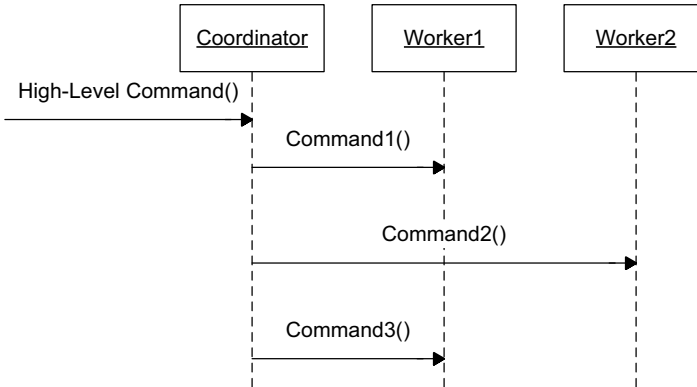 Coordinator
Worker1
Worker2
High-Level Command()
Command1()
Command2()
Command3()